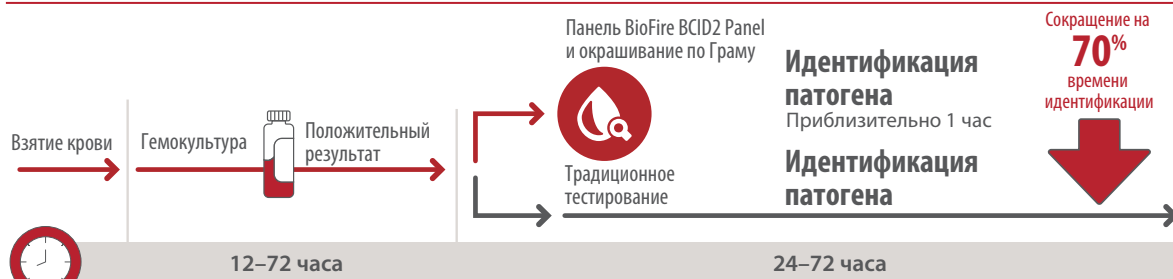 Взятие крови
Гемокультура
Положительный
результат
Панель BioFire BCID2 Panel
и окрашивание по Граму
Идентификация
патогена
Приблизительно 1 час
Традиционное
тестирование
Идентификация
патогена
Сокращение на
70%
времени
идентификации
12–72 часа
24–72 часа